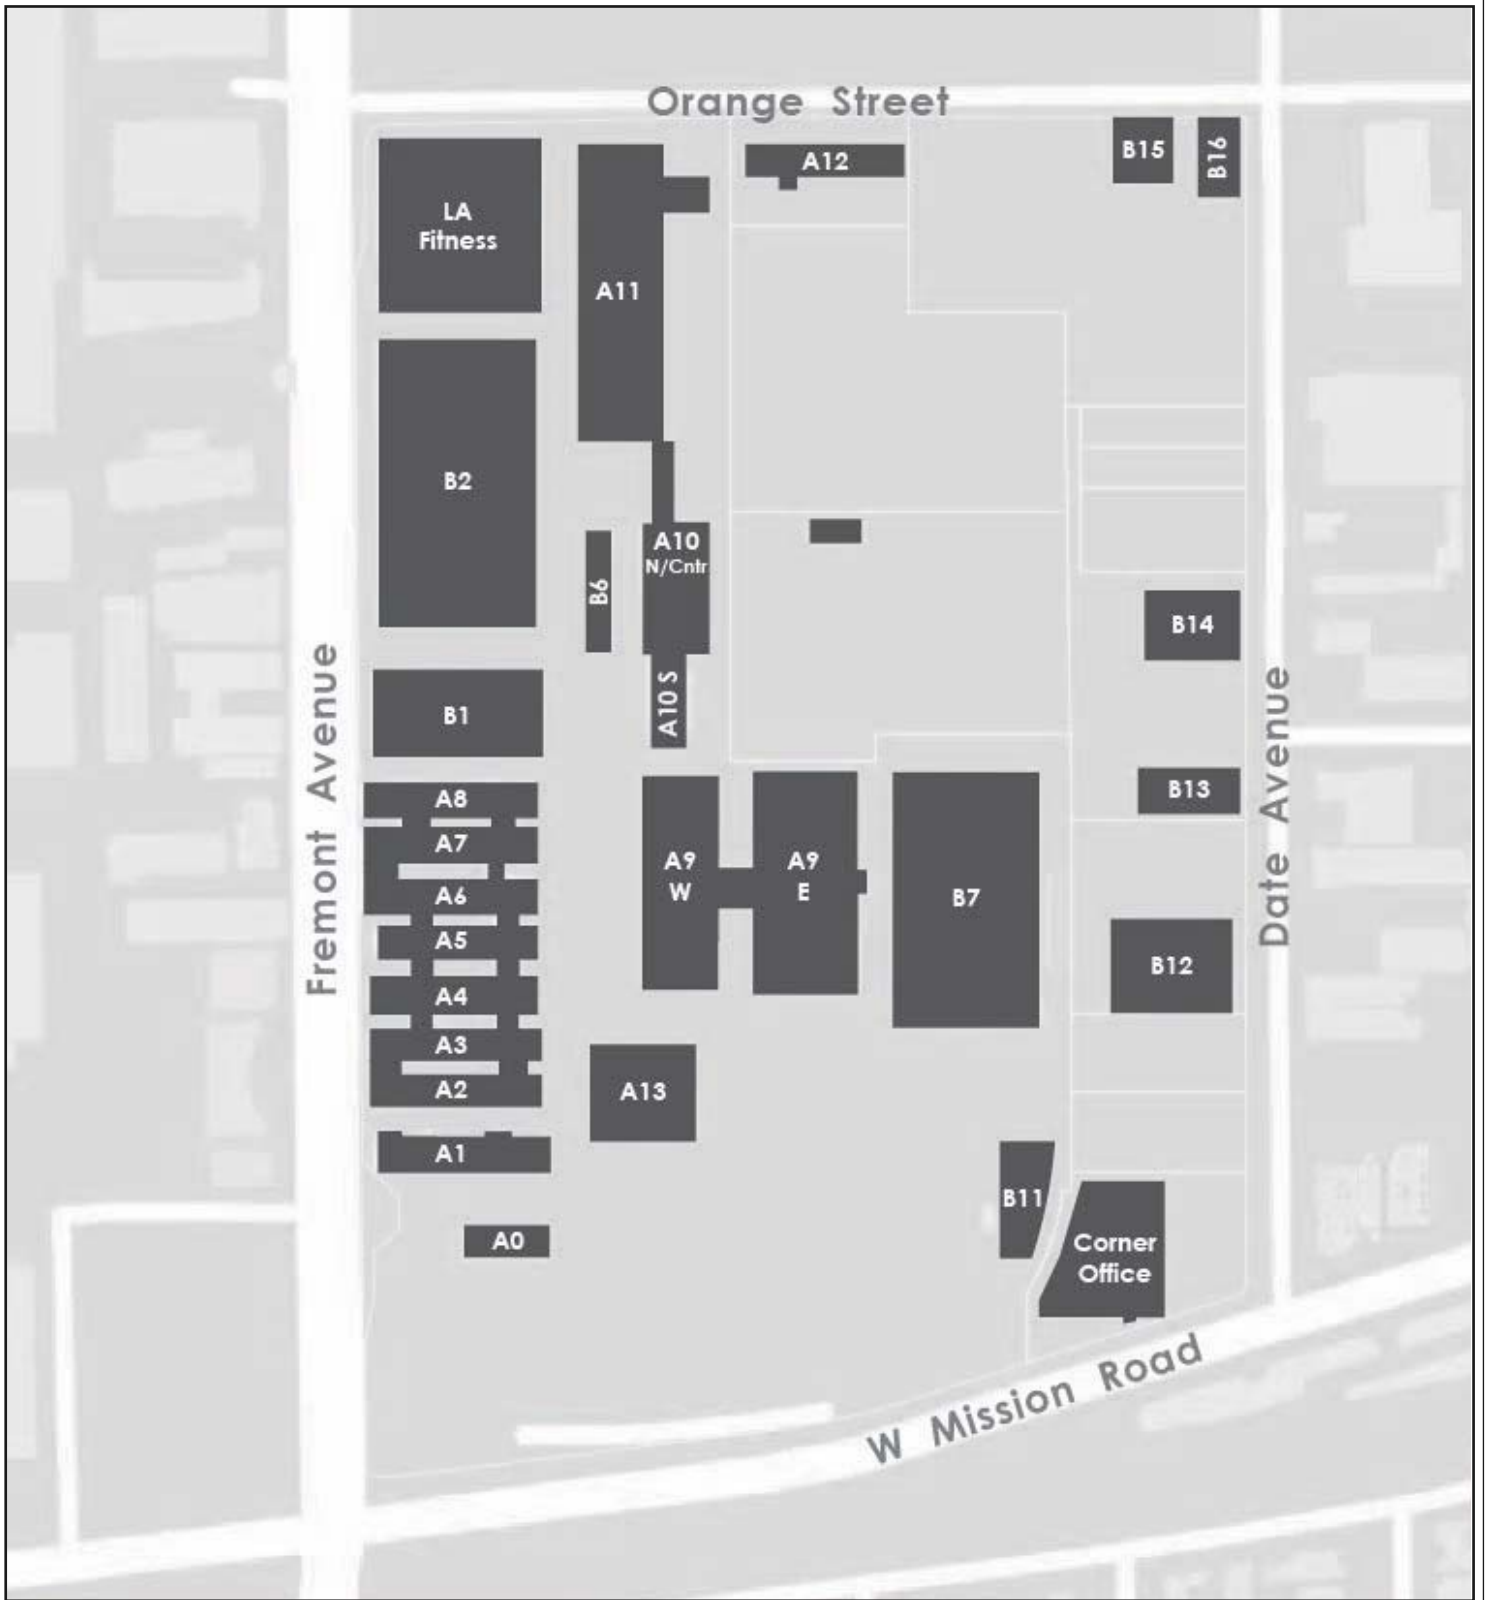 Orange Street
A12
B15
B16
LA
Fitness
A11
B2
A10
N/Cntr
B6
B14
A10 S
B1
Fremont Avenue
Date Avenue
A8
B13
A7
A9
W
A9
E
A6
B7
A5
B12
A4
A3
A2
A13
A1
B11
A0
Corner
Office
W Mission Road